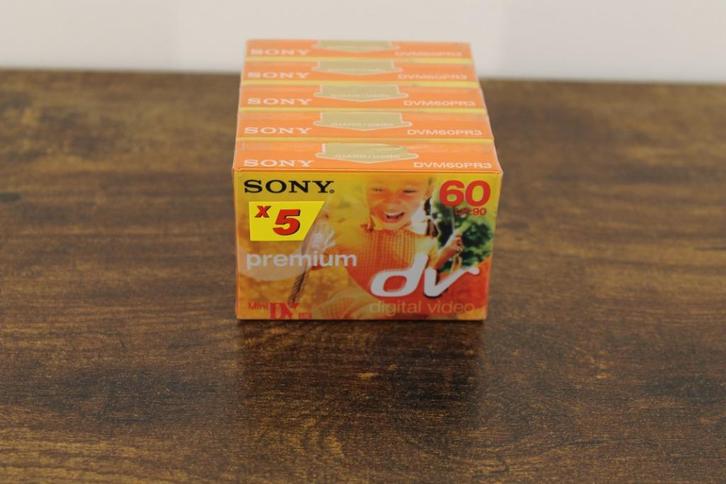 SONY DVM60PR3
SONY DVM60PR3
SONY DVM60PR3
SONY DVM60PR3
SONY DVM60PR3
SONY. 60
x5
premium
dv
Mini DV digital video